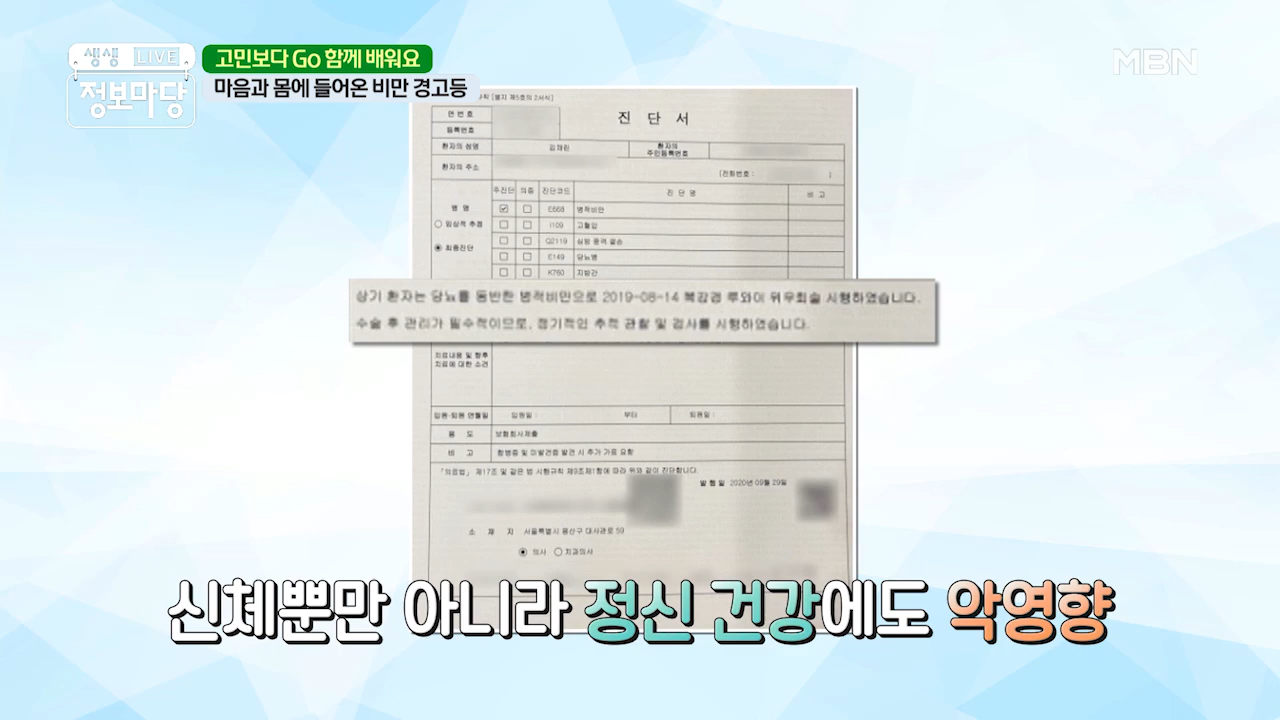 생생 LIVE
정보마당
고민보다 Go 함께 배워요
마음과 몸에 들어온 비만 경고등
MBN
[별지 제5호의 2서식]
진 단 서
연 번 호
등록번호
환자의 성명 김채린 환자의 주민등록번호
환자의 주소 (전화번호 : )
병 명 주진단 의증 진단코드 진 단 명 비 고
E668 병적비만
임상적 추정 I109 고혈압
Q2119 심방 중격 결손
최종진단 E149 당뇨병
K760 지방간
상기 환자는 당뇨를 동반한 병적비만으로 2019-08-14 복강경 루와이 위우회술 시행하였습니다.
수술 후 관리가 필수적이므로, 정기적인 추적 관찰 및 검사를 시행하였습니다.
치료내용 및 향후
치료에 대한 소견
입원·퇴원 연월일 입원일 : 부터 퇴원일 :
용 도 보험회사제출
비 고 합병증 및 미발견증 발견 시 추가 가료 요함
「의료법」 제17조 및 같은 법 시행규칙 제9조제1항에 따라 위와 같이 진단합니다.
발 행 일 2020년 09월 29일
소 재 지 서울특별시 용산구 대사관로 59
의사 치과의사
신체뿐만 아니라 정신 건강에도 악영향